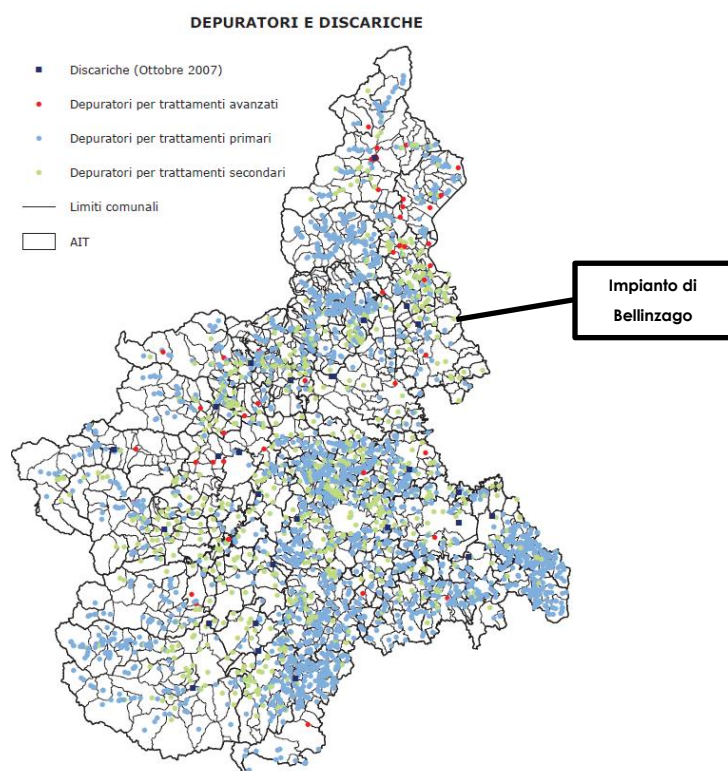 DEPURATORI E DISCARICHE
Discariche (Ottobre 2007)
Depuratori per trattamenti avanzati
Depuratori per trattamenti primari
Depuratori per trattamenti secondari
Limiti comunali
AIT
Impianto di
Bellinzago